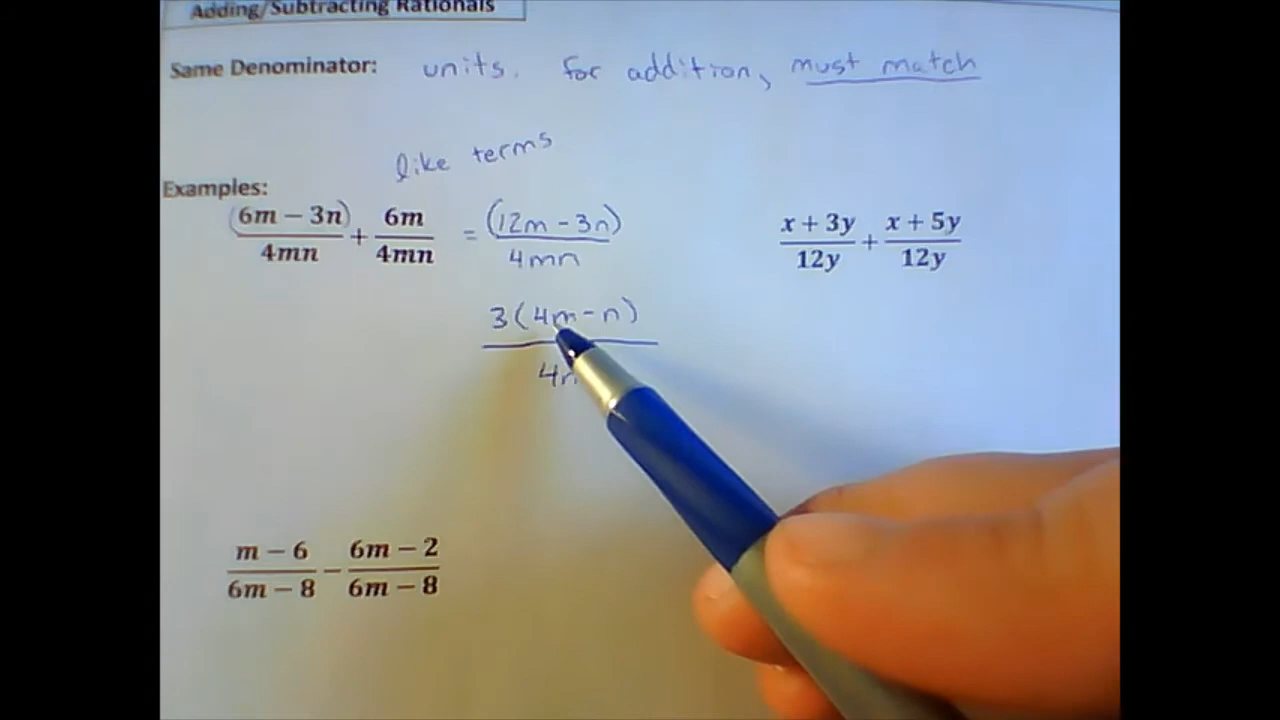 Adding/Subtracting Rationals
Same Denominator: units. for addition, must match
like terms
Examples:
(6m − 3n)/4mn + 6m/4mn = (12m − 3n)/4mn
x + 3y/12y + x + 5y/12y
3(4m − n)
4
m − 6/6m − 8 − 6m − 2/6m − 8